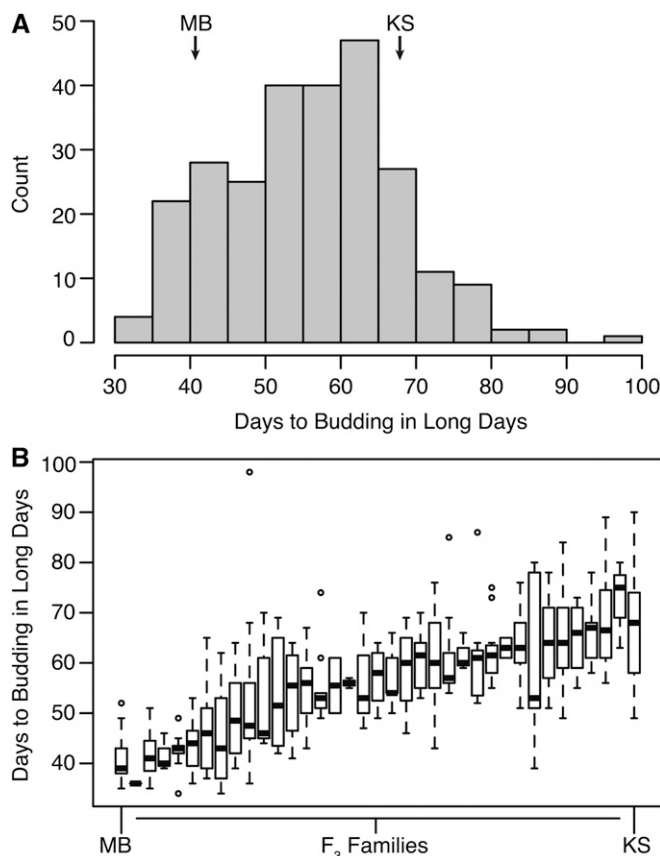 A
MB
KS
50
40
30
20
10
0
Count
30 40 50 60 70 80 90 100
Days to Budding in Long Days
B
100
90
80
70
60
50
40
Days to Budding in Long Days
MB F₃ Families KS